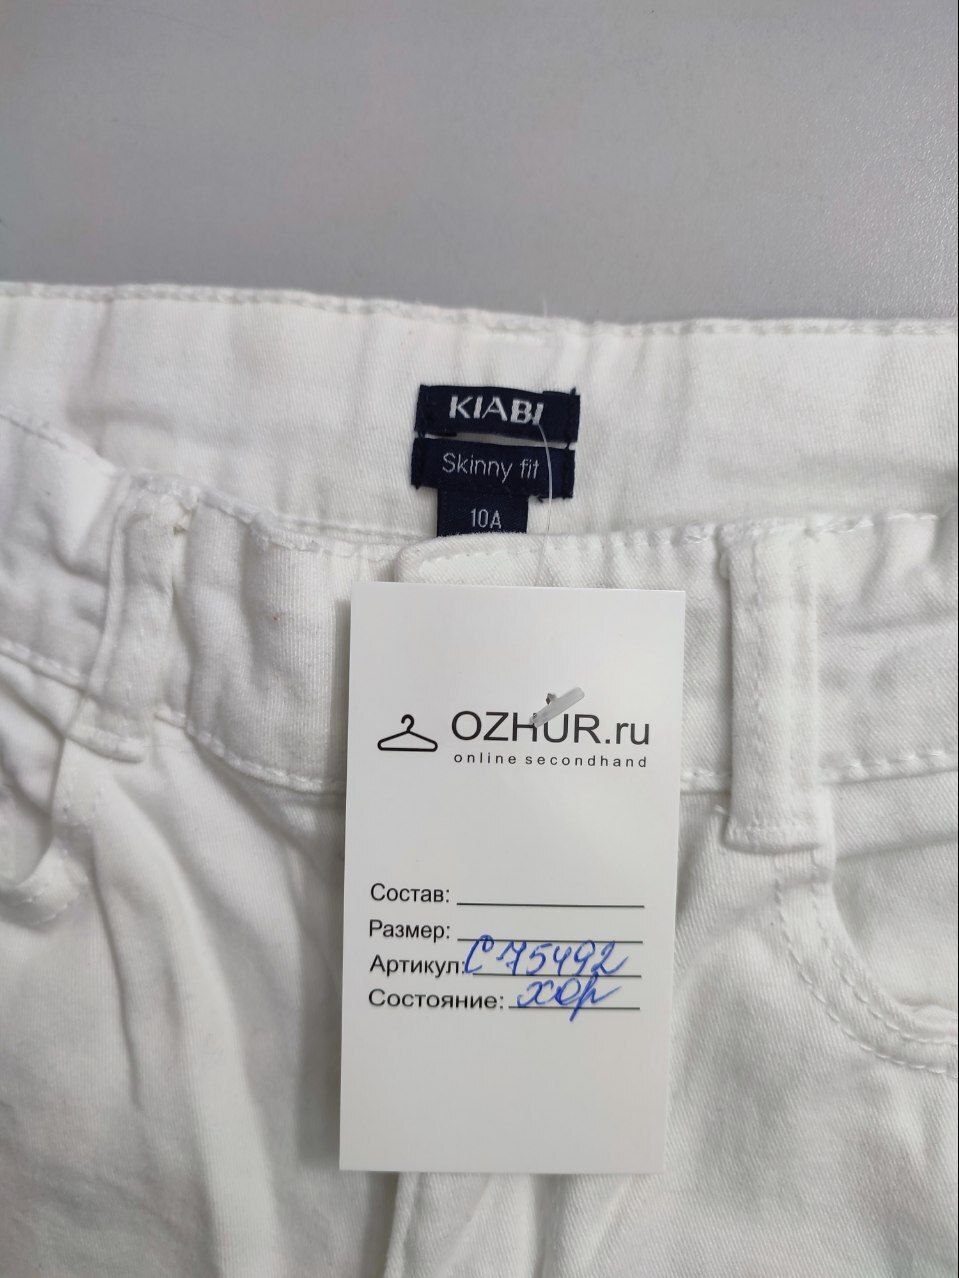 KIABI
Skinny fit
10A
OZHUR.ru
online secondhand
Состав:
Размер:
Артикул: С75492
Состояние: хор